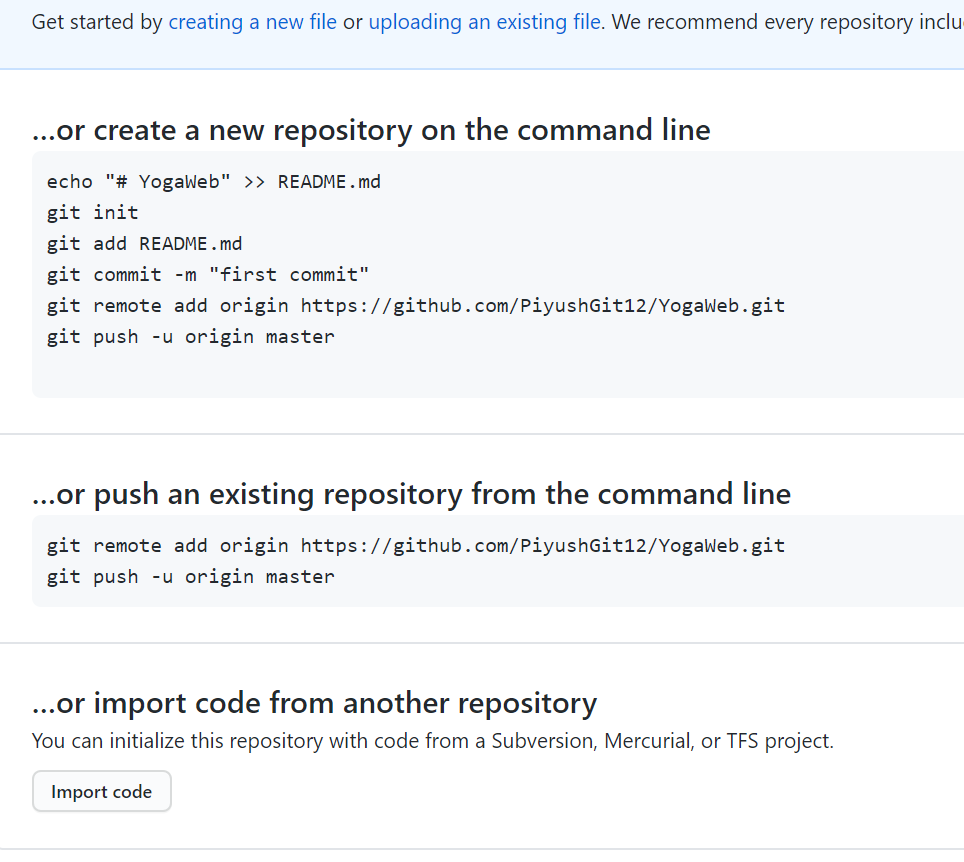 Get started by creating a new file or uploading an existing file. We recommend every repository
...or create a new repository on the command line
echo "# YogaWeb" >> README.md
git init
git add README.md
git commit -m "first commit"
git remote add origin https://github.com/PiyushGit12/YogaWeb.git
git push -u origin master
...or push an existing repository from the command line
git remote add origin https://github.com/PiyushGit12/YogaWeb.git
git push -u origin master
...or import code from another repository
You can initialize this repository with code from a Subversion, Mercurial, or TFS project.
Import code